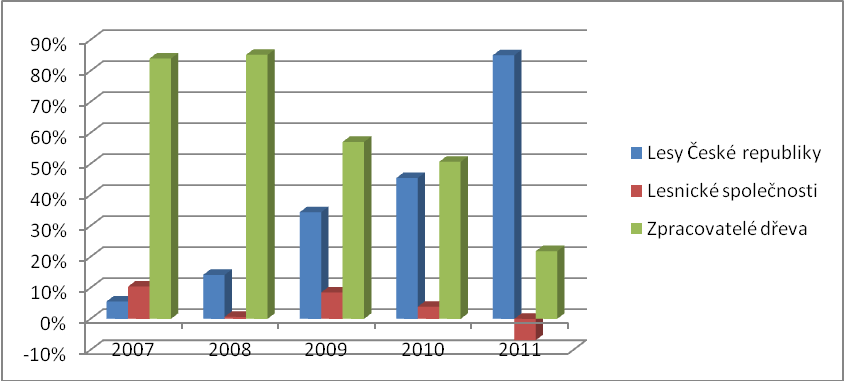 90%
80%
70%
60%
50%
40%
30%
20%
10%
0%
-10%
2007 2008 2009 2010 2011
Lesy České republiky
Lesnické společnosti
Zpracovatelé dřeva